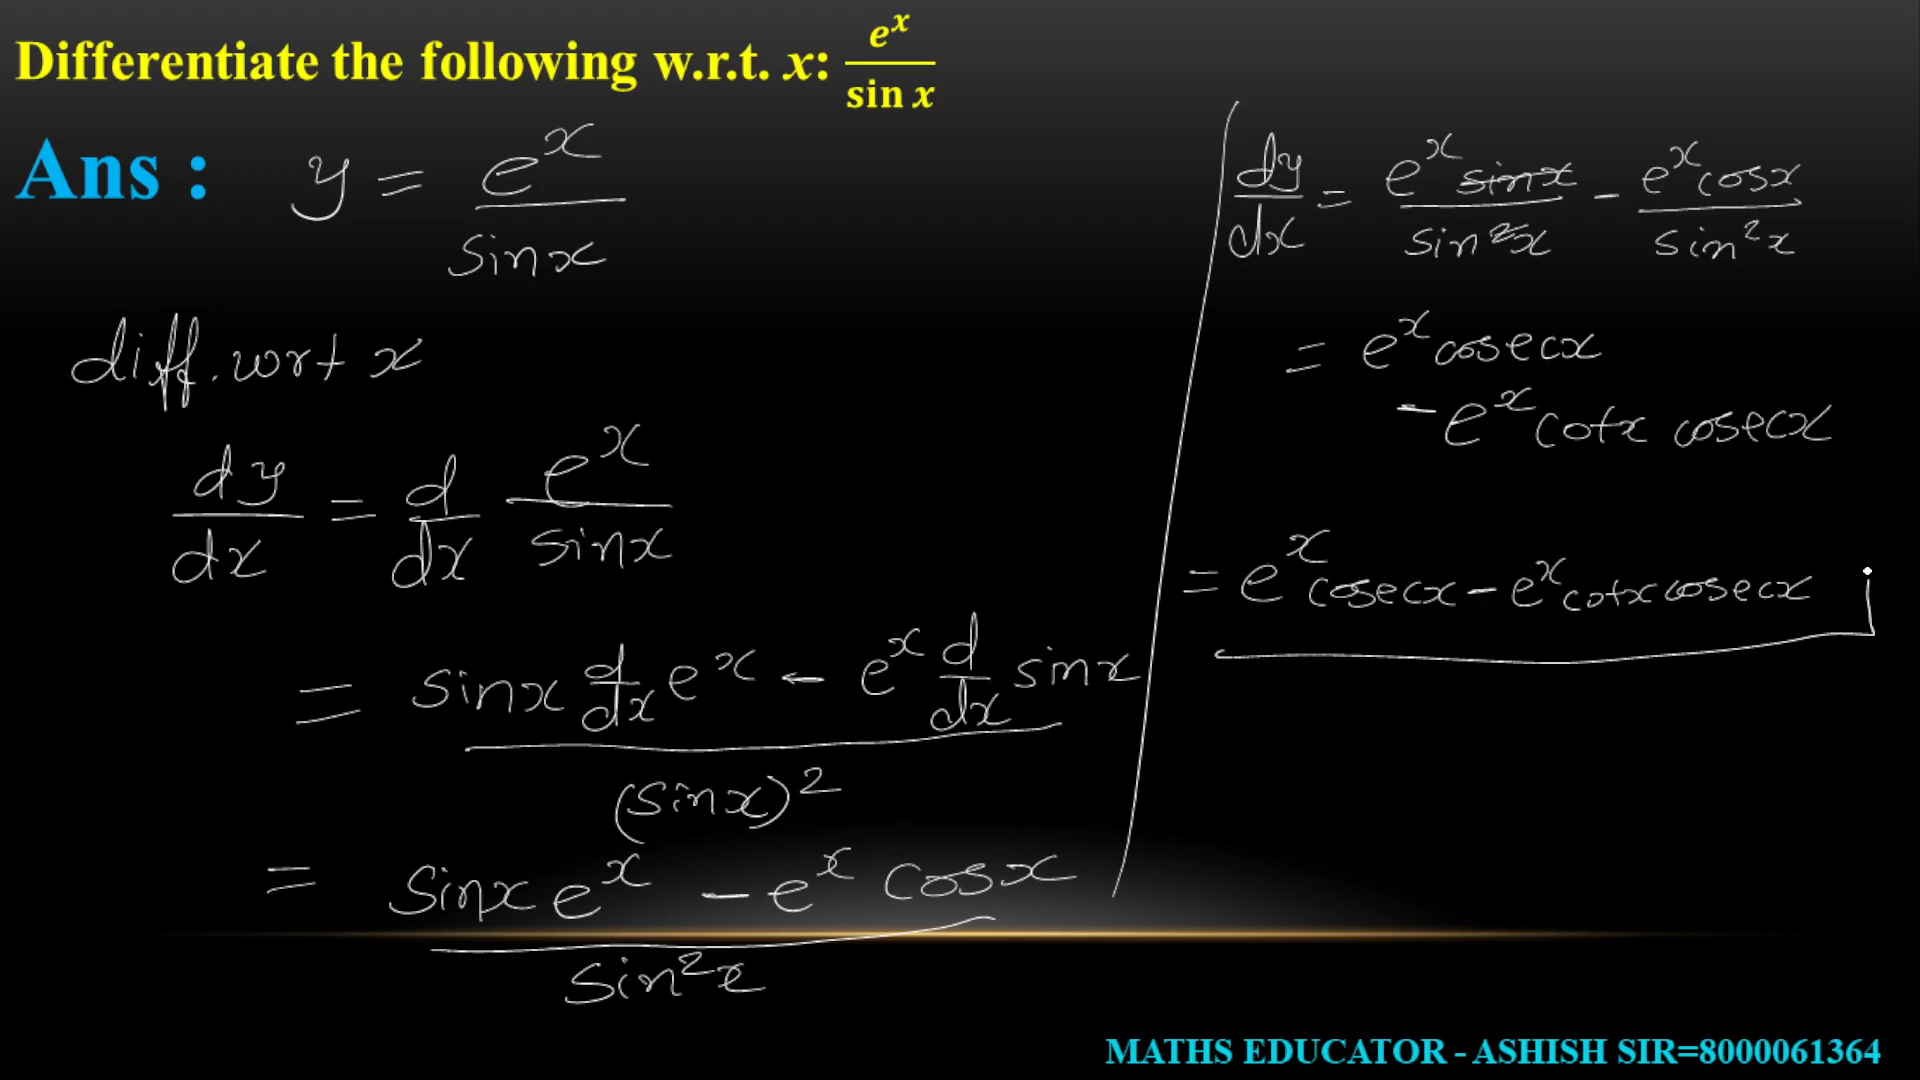 Differentiate the following w.r.t. x: e^x / sin x
Ans : y = e^x / sinx
diff. wrt x
dy/dx = d/dx e^x / sinx
= sinx d/dx e^x - e^x d/dx sinx / (sinx)^2
= sinx e^x - e^x cosx / sin^2x
dy/dx = e^x sinx / sin^2x - e^x cosx / sin^2x
= e^x cosecx
- e^x cotx cosecx
= e^x cosecx - e^x cotx cosecx
MATHS EDUCATOR - ASHISH SIR=8000061364